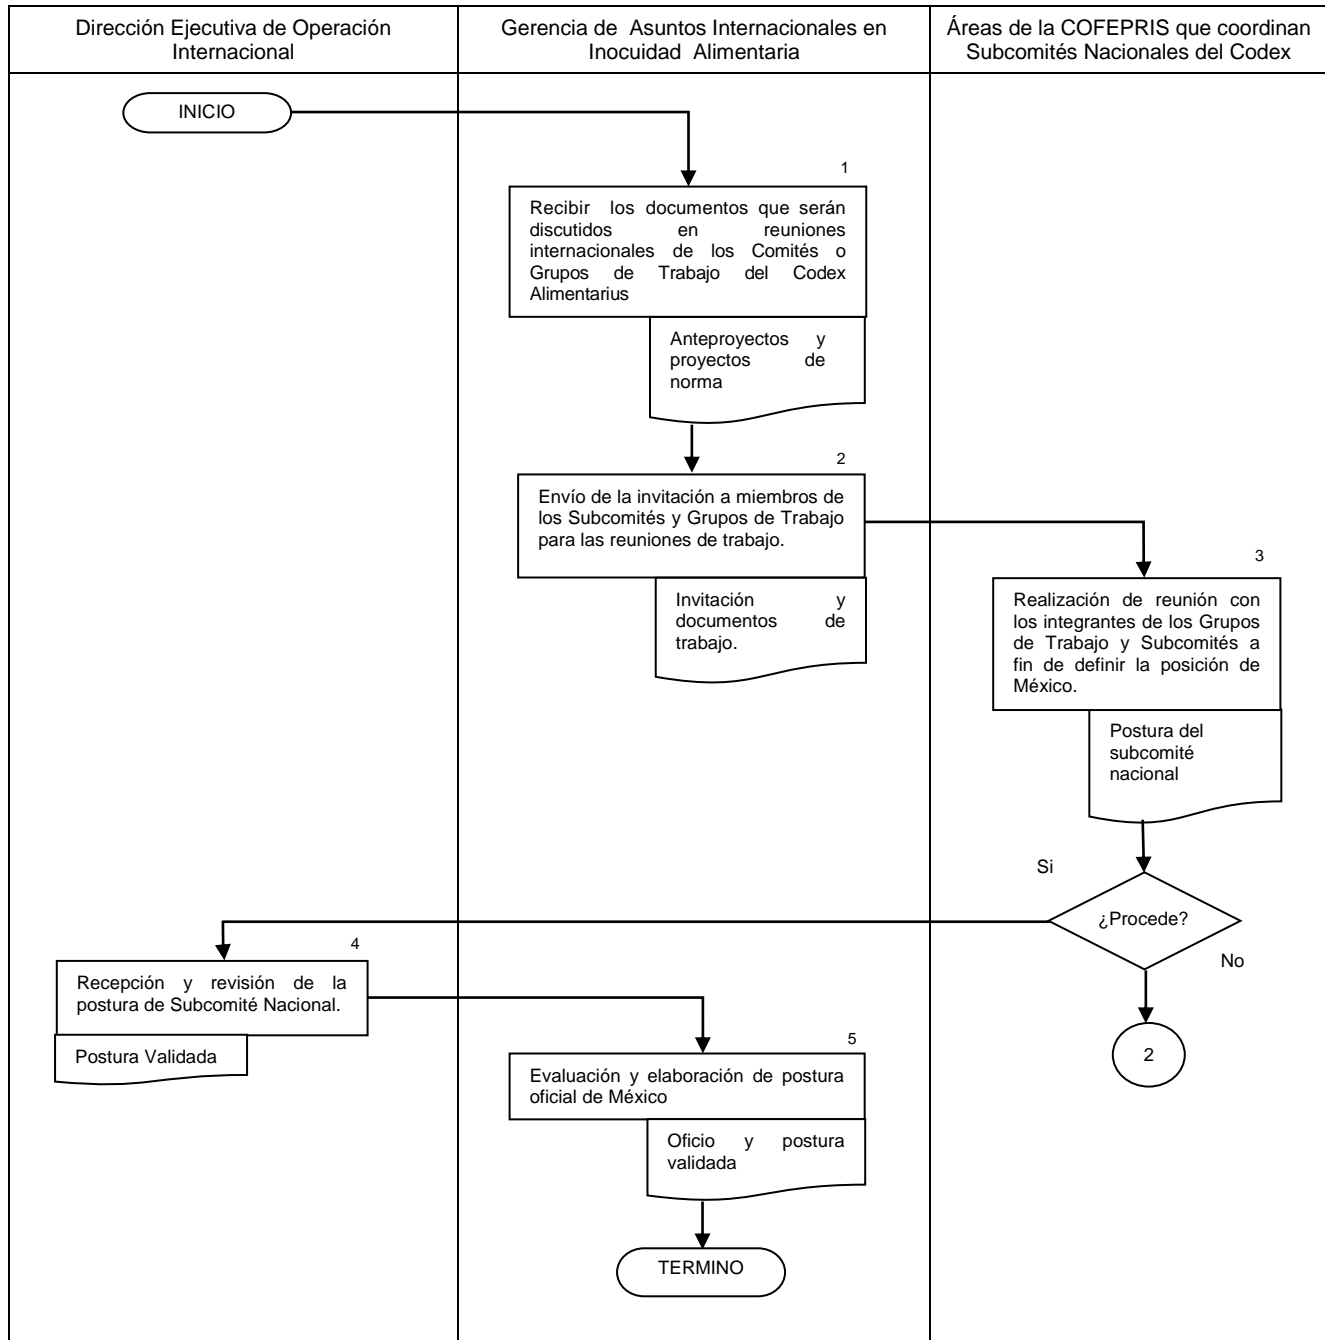 Dirección Ejecutiva de Operación
Internacional
Gerencia de Asuntos Internacionales en
Inocuidad Alimentaria
Áreas de la COFEPRIS que coordinan
Subcomités Nacionales del Codex
INICIO
1
Recibir los documentos que serán
discutidos en reuniones
internacionales de los Comités o
Grupos de Trabajo del Codex
Alimentarius
Anteproyectos y
proyectos de
norma
2
Envío de la invitación a miembros de
los Subcomités y Grupos de Trabajo
para las reuniones de trabajo.
Invitación y
documentos de
trabajo.
3
Realización de reunión con
los integrantes de los Grupos
de Trabajo y Subcomités a
fin de definir la posición de
México.
Postura del
subcomité
nacional
Si
¿Procede?
No
2
4
Recepción y revisión de la
postura de Subcomité Nacional.
Postura Validada
5
Evaluación y elaboración de postura
oficial de México
Oficio y postura
validada
TERMINO